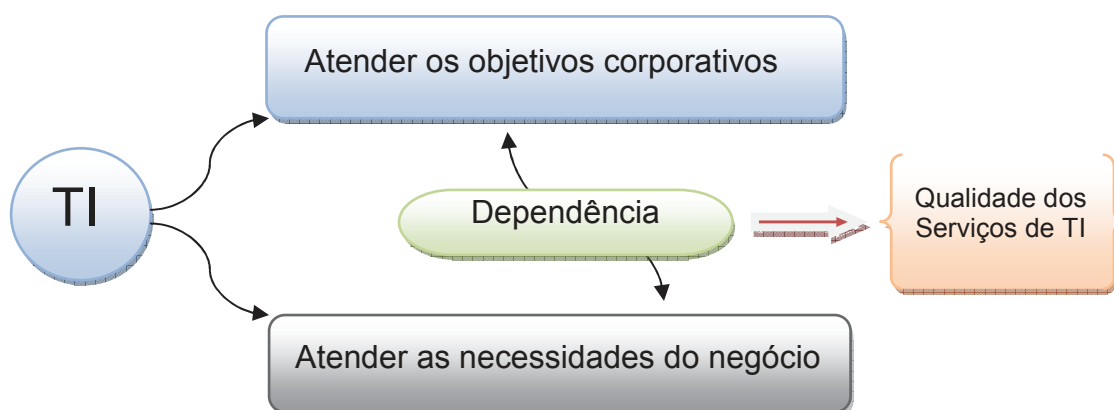 Atender os objetivos corporativos
TI
Dependência
Qualidade dos
Serviços de TI
Atender as necessidades do negócio